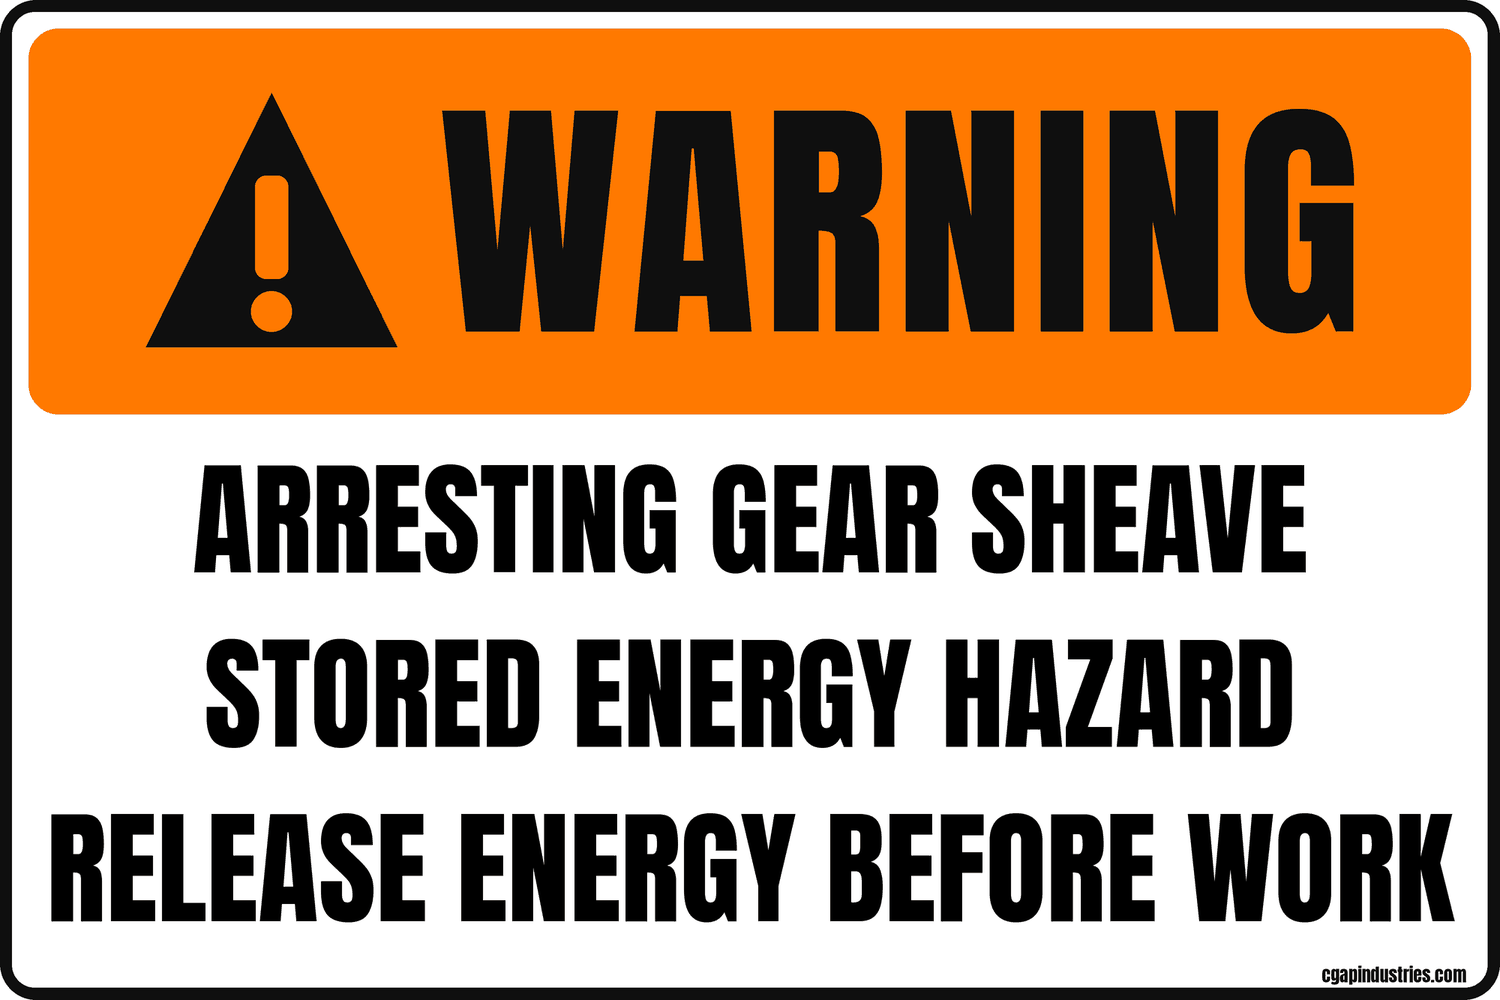 WARNING
ARRESTING GEAR SHEAVE
STORED ENERGY HAZARD
RELEASE ENERGY BEFORE WORK
cgapindustries.com